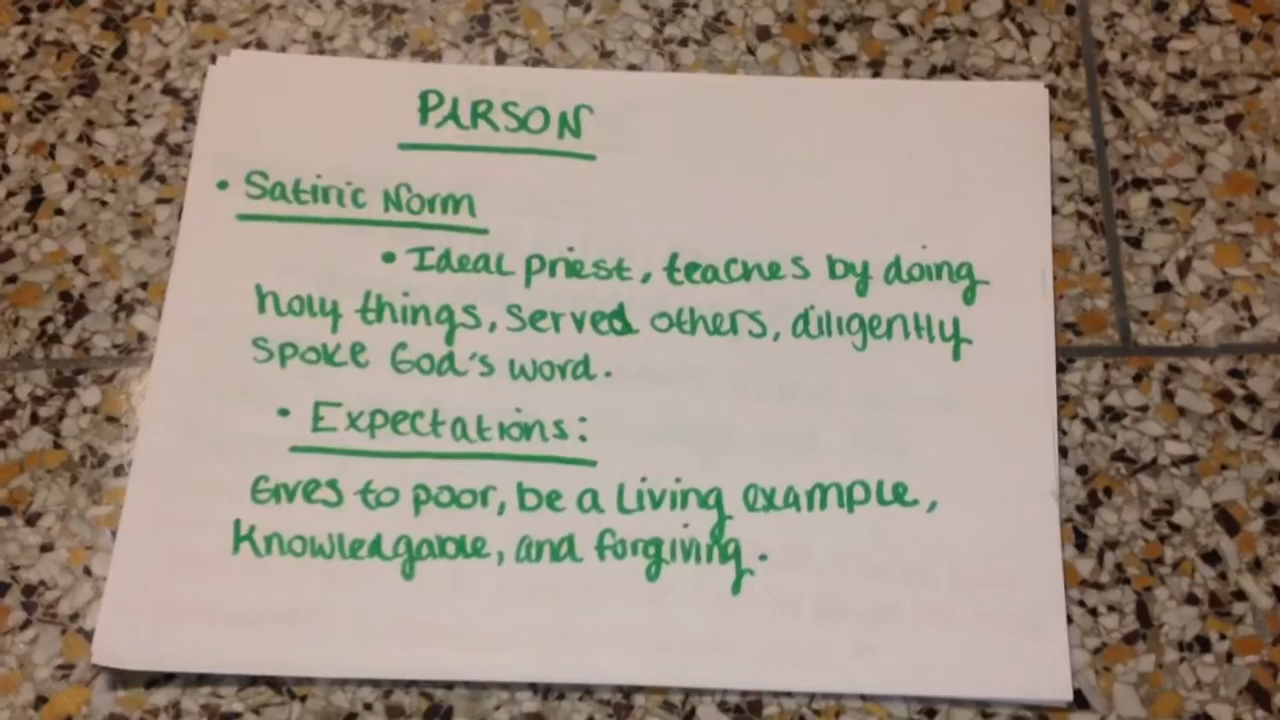 PARSON
• Satiric Norm
• Ideal priest, teaches by doing
holy things, served others, diligently
spoke God's word.
• Expectations:
Gives to poor, be a living example,
Knowledgable, and forgiving.